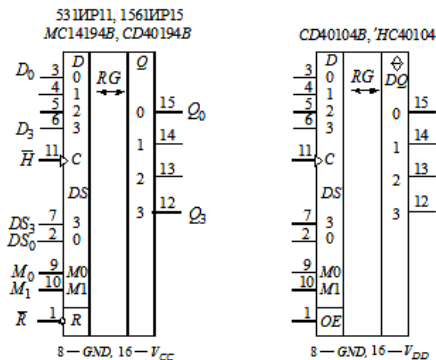 531ИР11, 1561ИР15
MC14194B, CD40194B
D Q
D0 3 0 RG
4 1
5 2 0 15 Q0
D3 6 3
H 11 C 1 14
2 13
DS
DS3 7 3 3 12 Q3
DS0 2 0
M0 9 M0
M1 10 M1
R 1 R
8 — GND, 16 — VCC
CD40104B, 'HC40104
D DQ
3 0 RG
4 1
5 2 0 15
6 3
11 C 1 14
2 13
DS
7 3 3 12
2 0
9 M0
10 M1
1 OE
8 — GND, 16 — VDD